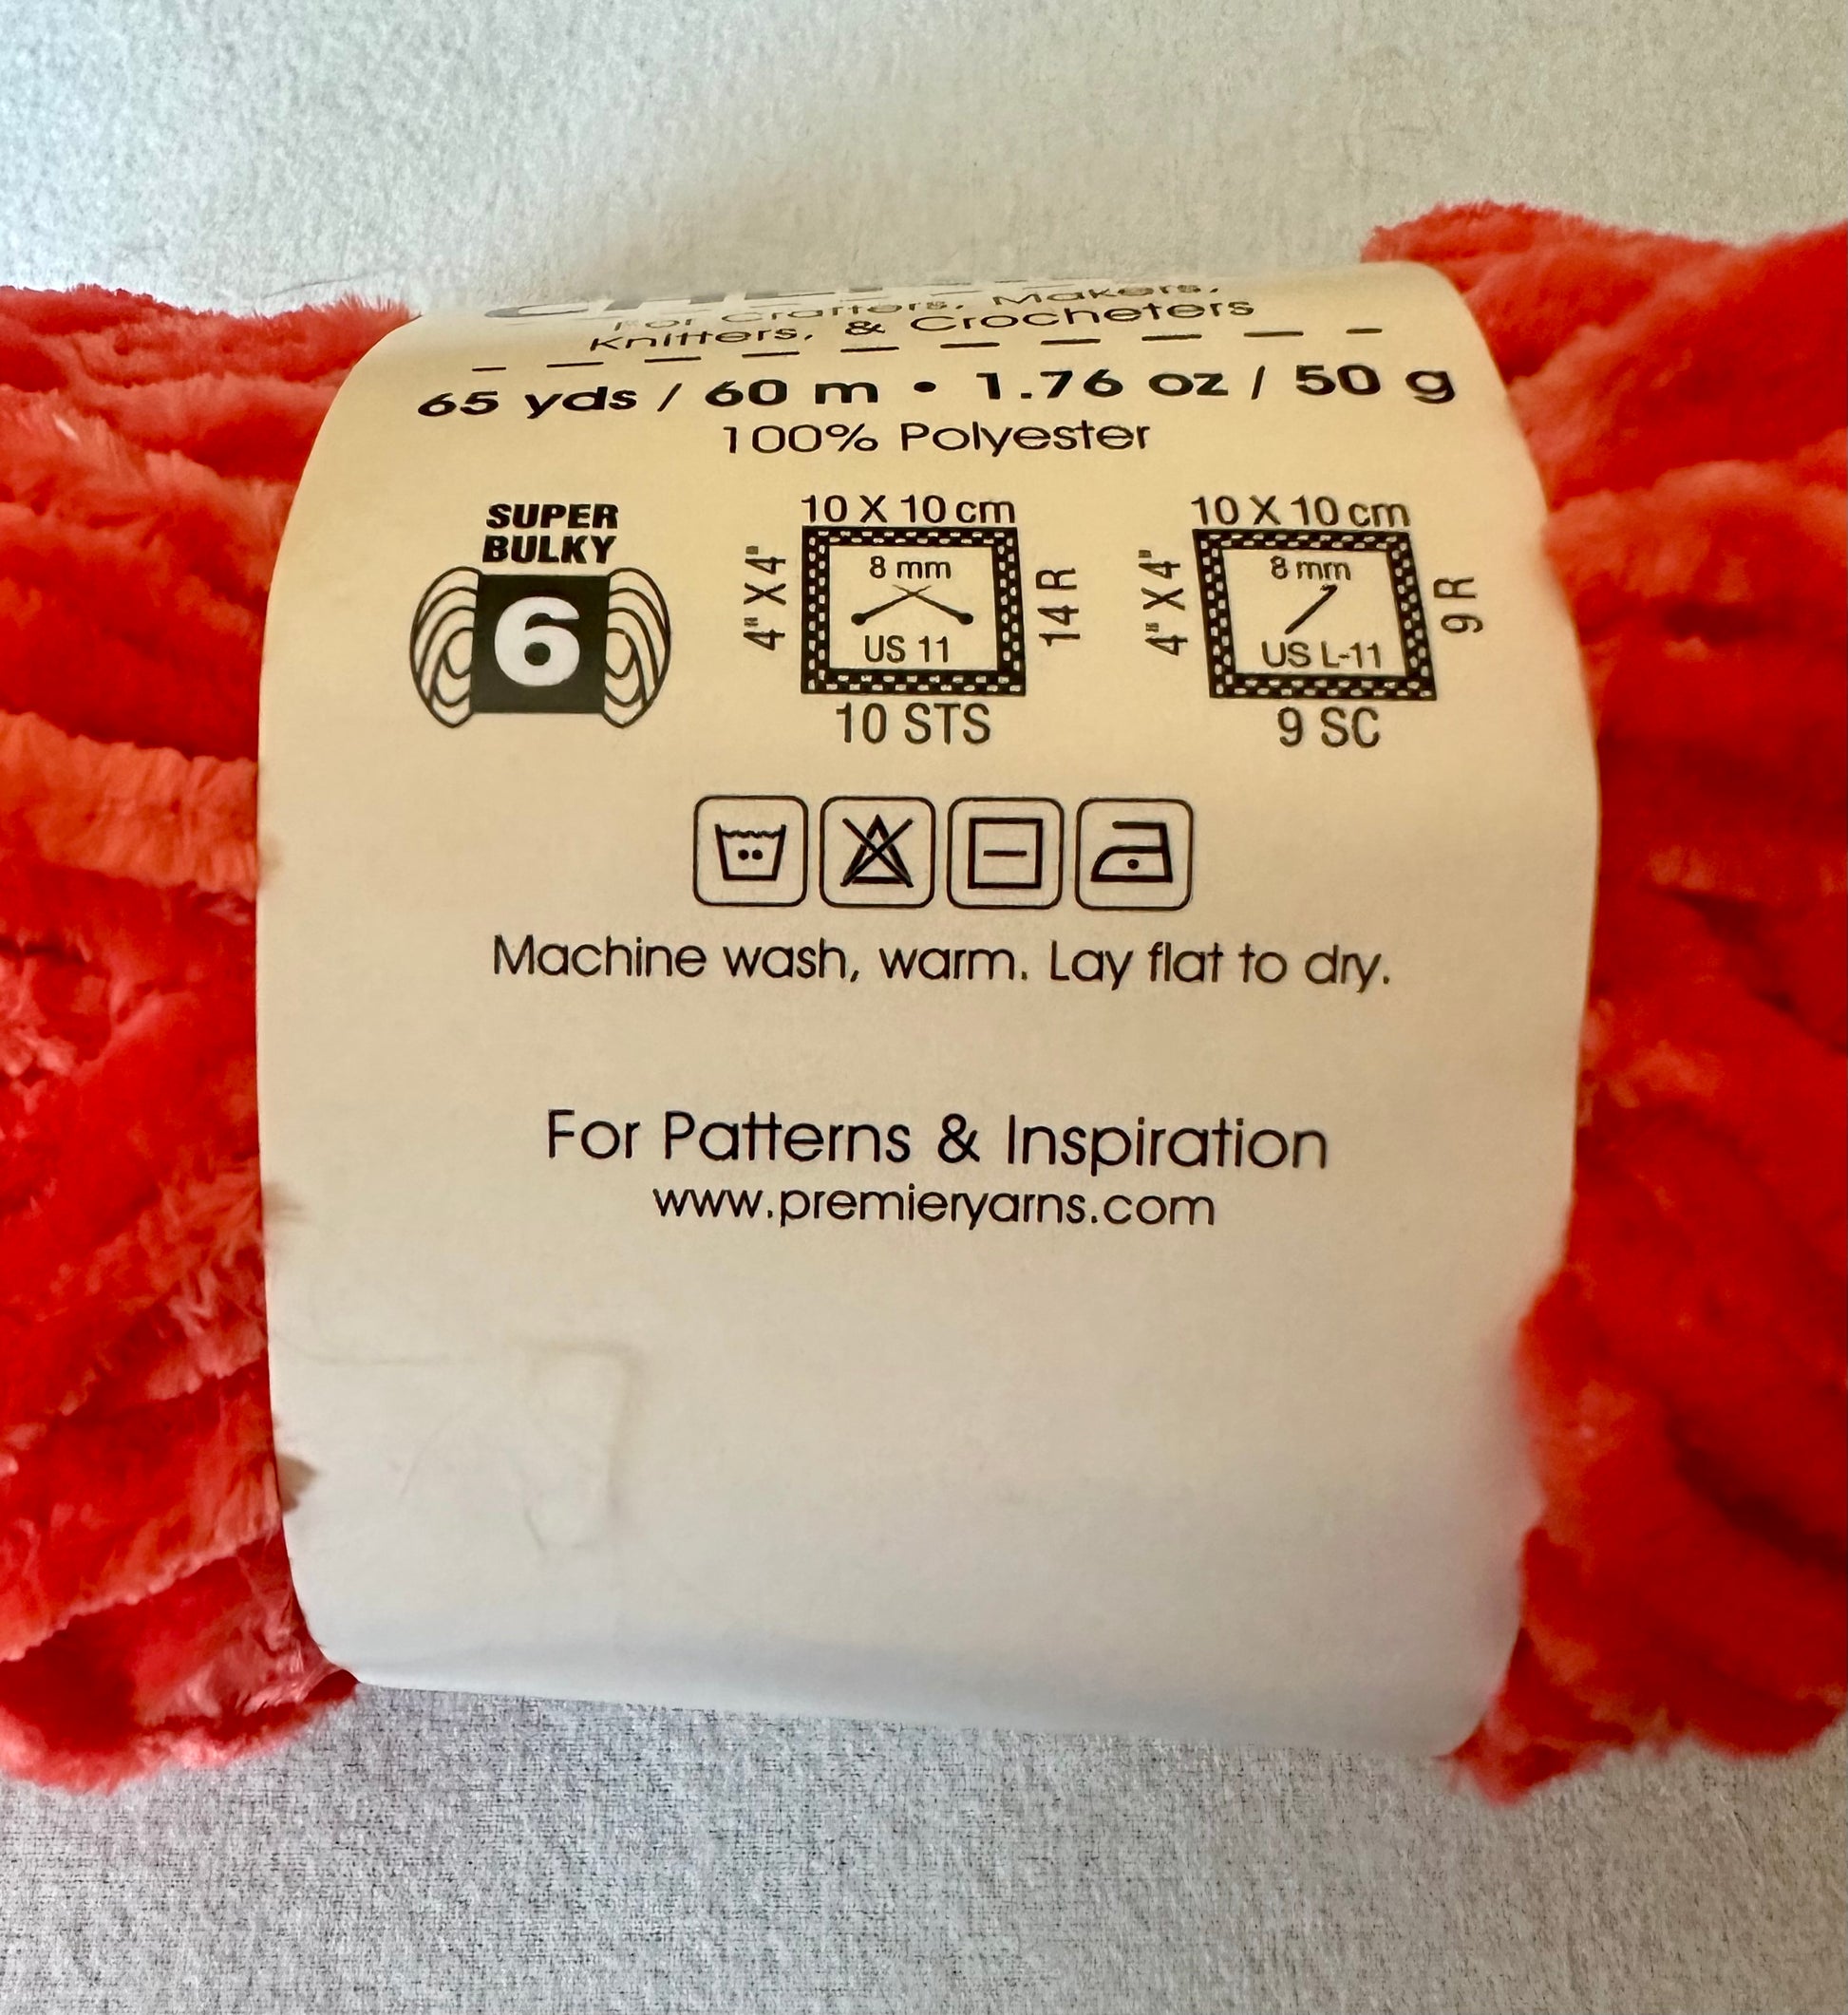 For Crafters, Makers,
Knitters, & Crocheters
65 yds / 60 m • 1.76 oz / 50 g
100% Polyester
SUPER
BULKY
6
10 X 10 cm
4" X 4"
8 mm
US 11
14 R
10 STS
10 X 10 cm
4" X 4"
8 mm
US L-11
9 R
9 SC
Machine wash, warm. Lay flat to dry.
For Patterns & Inspiration
www.premieryarns.com